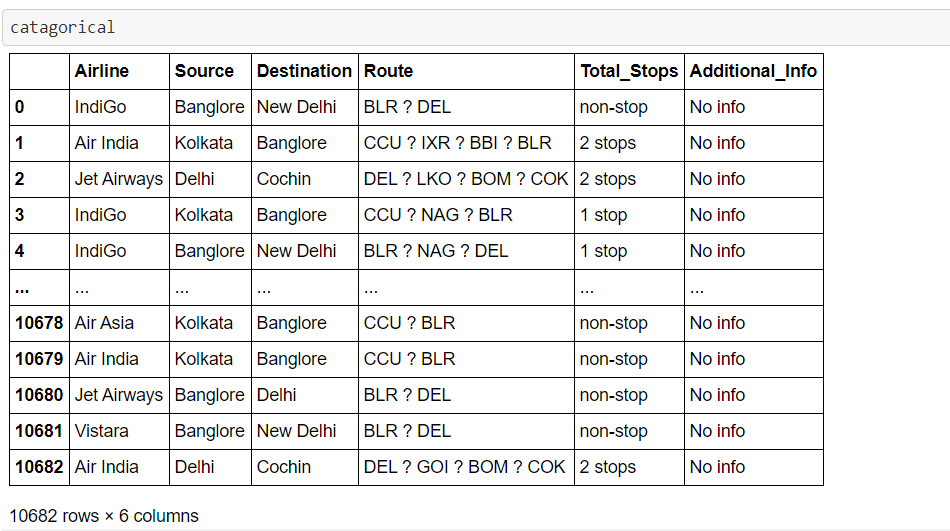 catagorical
Airline Source Destination Route Total_Stops Additional_Info
0 IndiGo Banglore New Delhi BLR ? DEL non-stop No info
1 Air India Kolkata Banglore CCU ? IXR ? BBI ? BLR 2 stops No info
2 Jet Airways Delhi Cochin DEL ? LKO ? BOM ? COK 2 stops No info
3 IndiGo Kolkata Banglore CCU ? NAG ? BLR 1 stop No info
4 IndiGo Banglore New Delhi BLR ? NAG ? DEL 1 stop No info
... ... ... ... ... ... ...
10678 Air Asia Kolkata Banglore CCU ? BLR non-stop No info
10679 Air India Kolkata Banglore CCU ? BLR non-stop No info
10680 Jet Airways Banglore Delhi BLR ? DEL non-stop No info
10681 Vistara Banglore New Delhi BLR ? DEL non-stop No info
10682 Air India Delhi Cochin DEL ? GOI ? BOM ? COK 2 stops No info
10682 rows × 6 columns